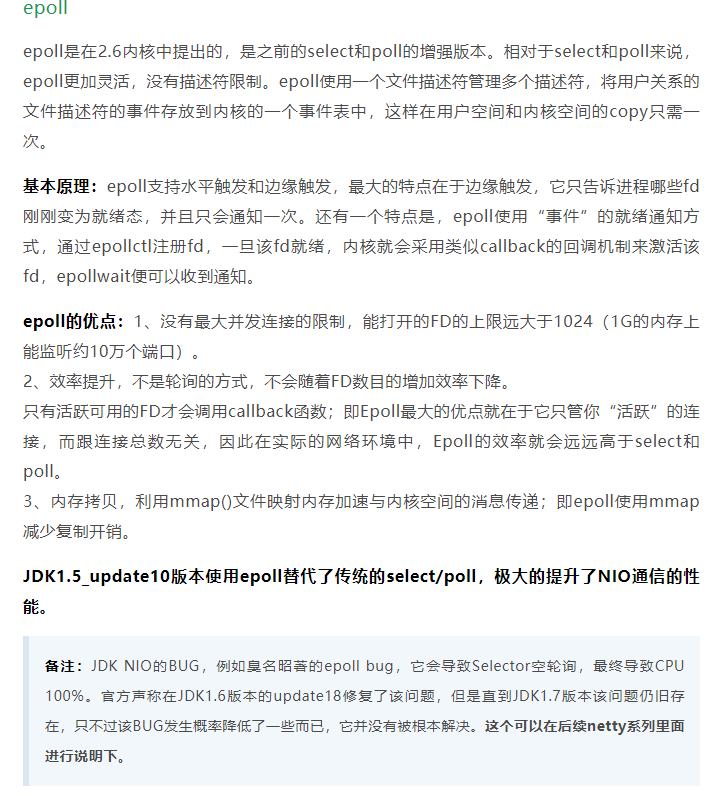 epoll
epoll是在2.6内核中提出的，是之前的select和poll的增强版本。相对于select和poll来说，
epoll更加灵活，没有描述符限制。epoll使用一个文件描述符管理多个描述符，将用户关系的
文件描述符的事件存放到内核的一个事件表中，这样在用户空间和内核空间的copy只需一
次。
基本原理：epoll支持水平触发和边缘触发，最大的特点在于边缘触发，它只告诉进程哪些fd
刚刚变为就绪态，并且只会通知一次。还有一个特点是，epoll使用“事件”的就绪通知方
式，通过epollctl注册fd，一旦该fd就绪，内核就会采用类似callback的回调机制来激活该
fd，epollwait便可以收到通知。
epoll的优点：1、没有最大并发连接的限制，能打开的FD的上限远大于1024（1G的内存上
能监听约10万个端口）。
2、效率提升，不是轮询的方式，不会随着FD数目的增加效率下降。
只有活跃可用的FD才会调用callback函数；即Epoll最大的优点就在于它只管你“活跃”的连
接，而跟连接总数无关，因此在实际的网络环境中，Epoll的效率就会远远高于select和
poll。
3、内存拷贝，利用mmap()文件映射内存加速与内核空间的消息传递；即epoll使用mmap
减少复制开销。
JDK1.5_update10版本使用epoll替代了传统的select/poll，极大的提升了NIO通信的性
能。
备注：JDK NIO的BUG，例如臭名昭著的epoll bug，它会导致Selector空轮询，最终导致CPU
100%。官方声称在JDK1.6版本的update18修复了该问题，但是直到JDK1.7版本该问题仍旧存
在，只不过该BUG发生概率降低了一些而已，它并没有被根本解决。这个可以在后续netty系列里面
进行说明下。